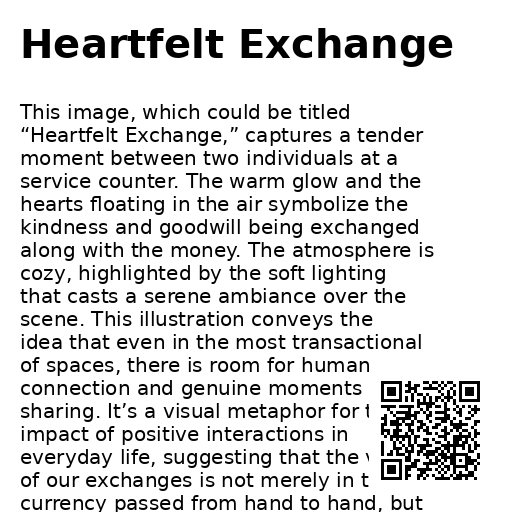 Heartfelt Exchange
This image, which could be titled
“Heartfelt Exchange,” captures a tender
moment between two individuals at a
service counter. The warm glow and the
hearts floating in the air symbolize the
kindness and goodwill being exchanged
along with the money. The atmosphere is
cozy, highlighted by the soft lighting
that casts a serene ambiance over the
scene. This illustration conveys the
idea that even in the most transactional
of spaces, there is room for human
connection and genuine moments
sharing. It’s a visual metaphor for
impact of positive interactions in
everyday life, suggesting that the
of our exchanges is not merely in
currency passed from hand to hand, but